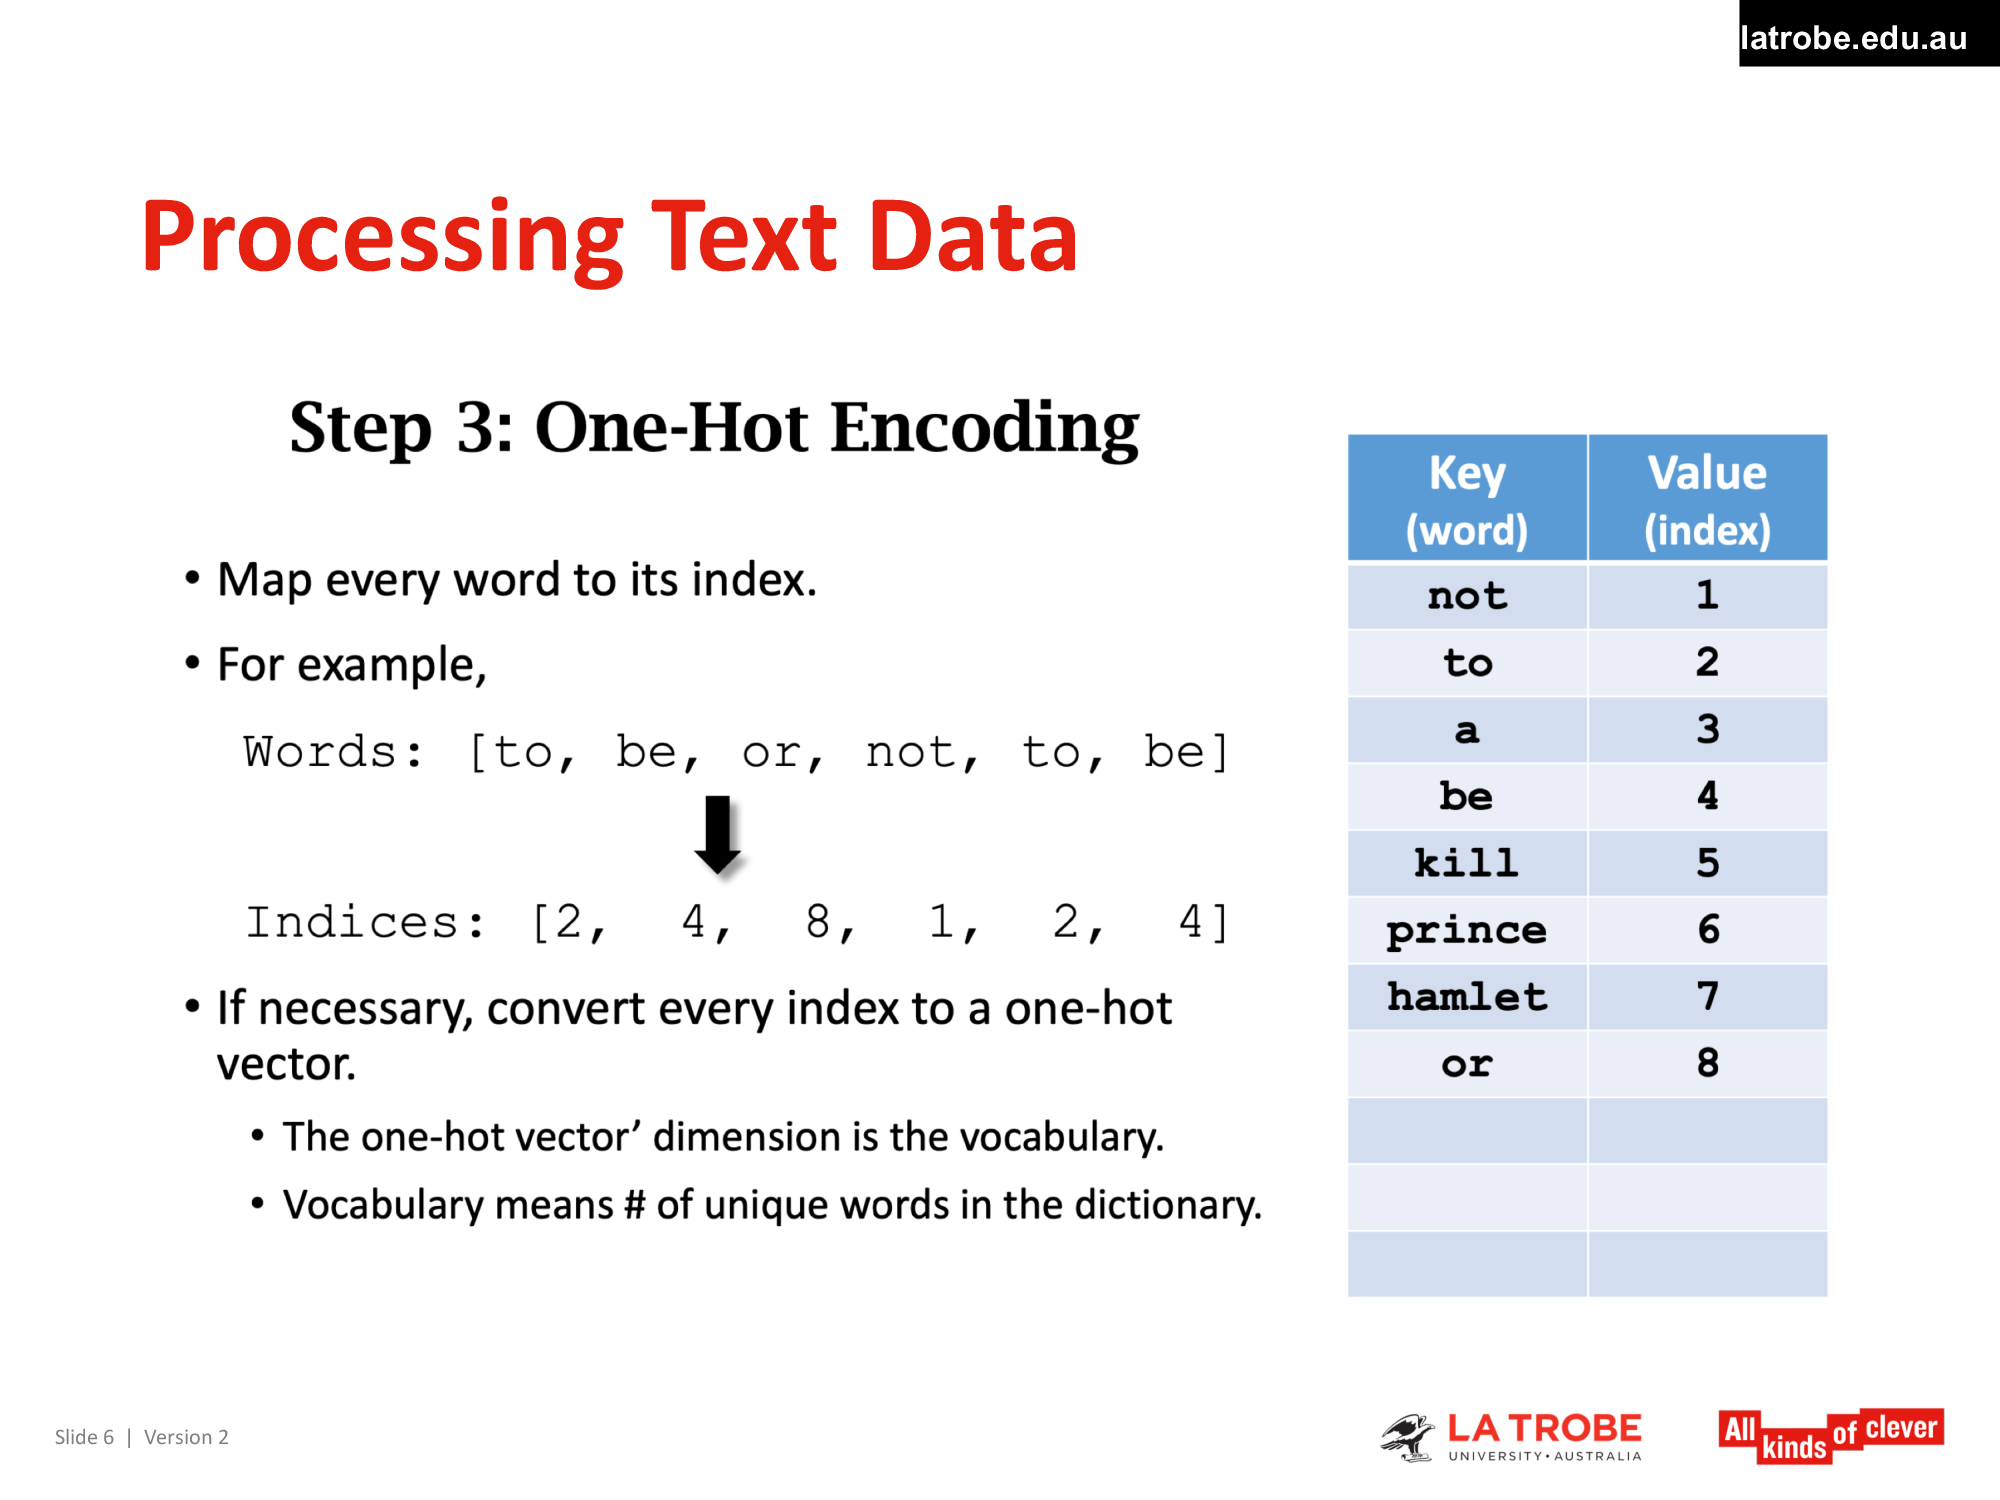 latrobe.edu.au
Processing Text Data
Step 3: One-Hot Encoding
• Map every word to its index.
• For example,
Words: [to, be, or, not, to, be]
Indices: [2, 4, 8, 1, 2, 4]
• If necessary, convert every index to a one-hot
vector.
• The one-hot vector’ dimension is the vocabulary.
• Vocabulary means # of unique words in the dictionary.
Key Value
(word) (index)
not 1
to 2
a 3
be 4
kill 5
prince 6
hamlet 7
or 8
Slide 6 | Version 2
LA TROBE
UNIVERSITY • AUSTRALIA
All kinds of clever